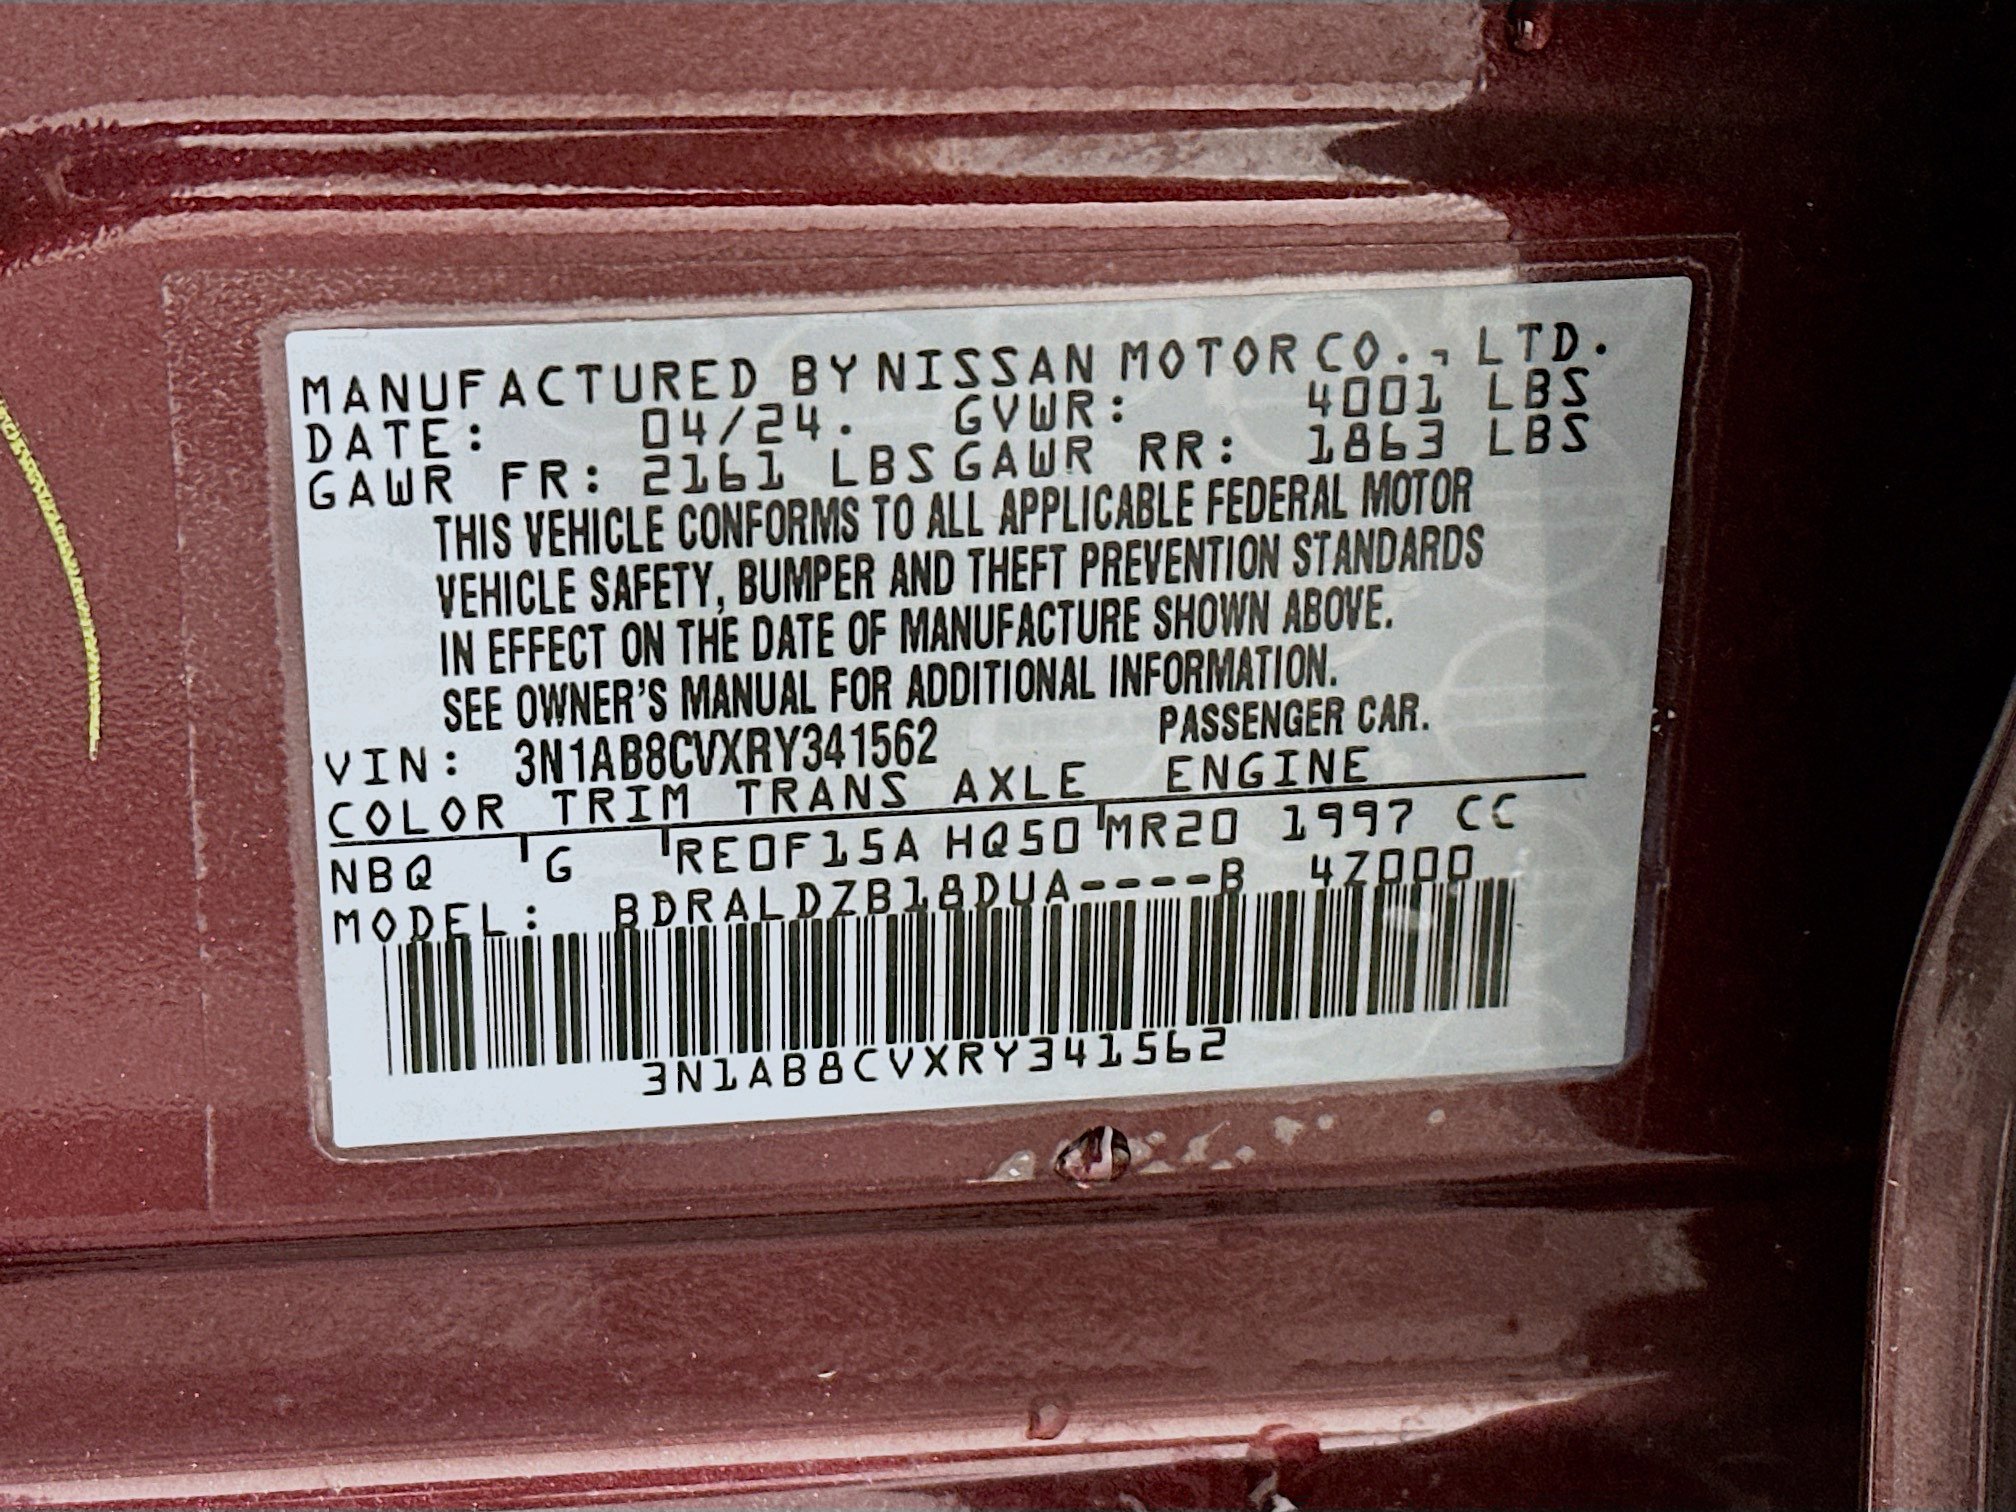 MANUFACTURED BY NISSAN MOTOR CO., LTD.
DATE: 04/24. GVWR: 4001 LBS
GAWR FR: 2161 LBS GAWR RR: 1863 LBS
THIS VEHICLE CONFORMS TO ALL APPLICABLE FEDERAL MOTOR
VEHICLE SAFETY, BUMPER AND THEFT PREVENTION STANDARDS
IN EFFECT ON THE DATE OF MANUFACTURE SHOWN ABOVE.
SEE OWNER'S MANUAL FOR ADDITIONAL INFORMATION.
VIN: 3N1AB8CVXRY341562 PASSENGER CAR.
COLOR TRIM TRANS AXLE ENGINE
NBQ G RE0F15A HQ50 MR20 1997 CC
MODEL: BDRALDZB18DUA----B 4Z000
3N1AB8CVXRY341562